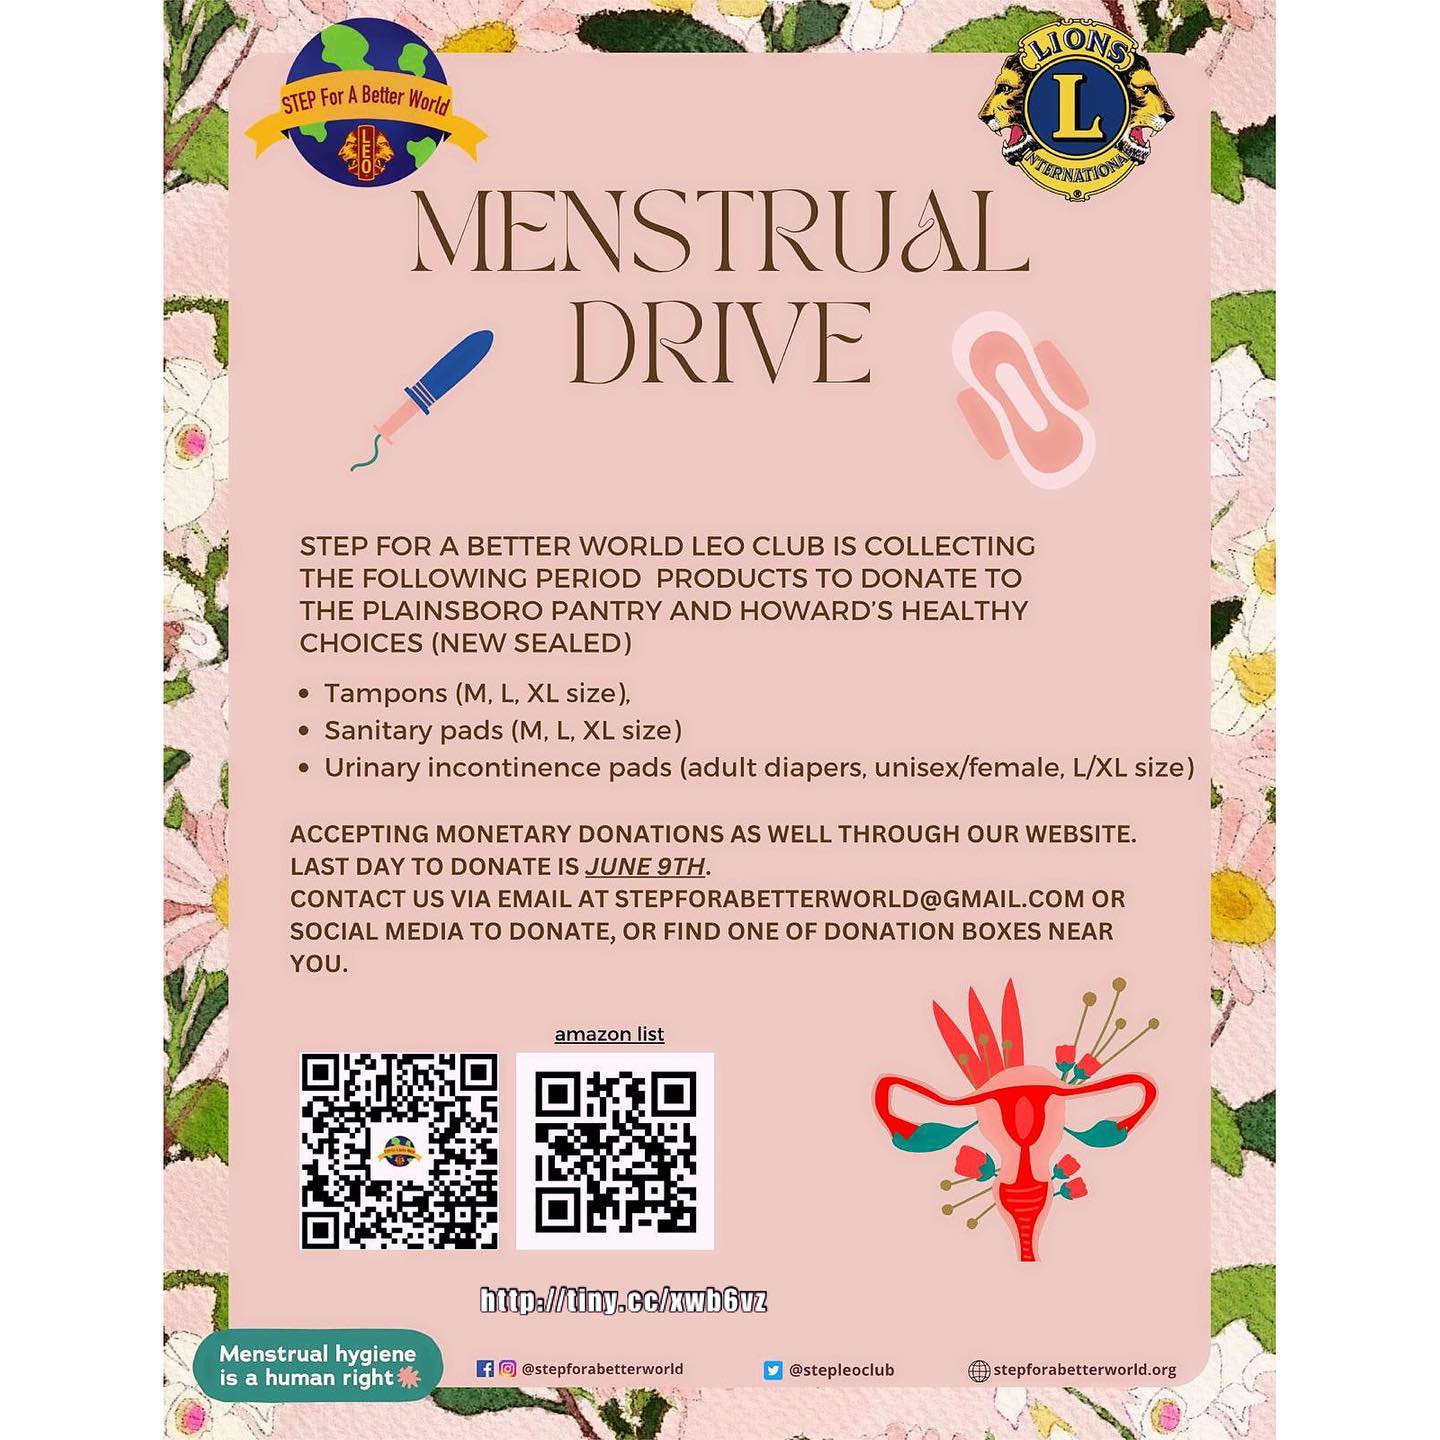 STEP For A Better World
LEO
LIONS
L
INTERNATIONAL
®
MENSTRUAL
DRIVE
STEP FOR A BETTER WORLD LEO CLUB IS COLLECTING
THE FOLLOWING PERIOD PRODUCTS TO DONATE TO
THE PLAINSBORO PANTRY AND HOWARD'S HEALTHY
CHOICES (NEW SEALED)
• Tampons (M, L, XL size),
• Sanitary pads (M, L, XL size)
• Urinary incontinence pads (adult diapers, unisex/female, L/XL size)
ACCEPTING MONETARY DONATIONS AS WELL THROUGH OUR WEBSITE.
LAST DAY TO DONATE IS JUNE 9TH.
CONTACT US VIA EMAIL AT STEPFORABETTERWORLD@GMAIL.COM OR
SOCIAL MEDIA TO DONATE, OR FIND ONE OF DONATION BOXES NEAR
YOU.
amazon list
http://tiny.cc/xwb6vz
Menstrual hygiene
is a human right
@stepforabetterworld
@stepleoclub
stepforabetterworld.org